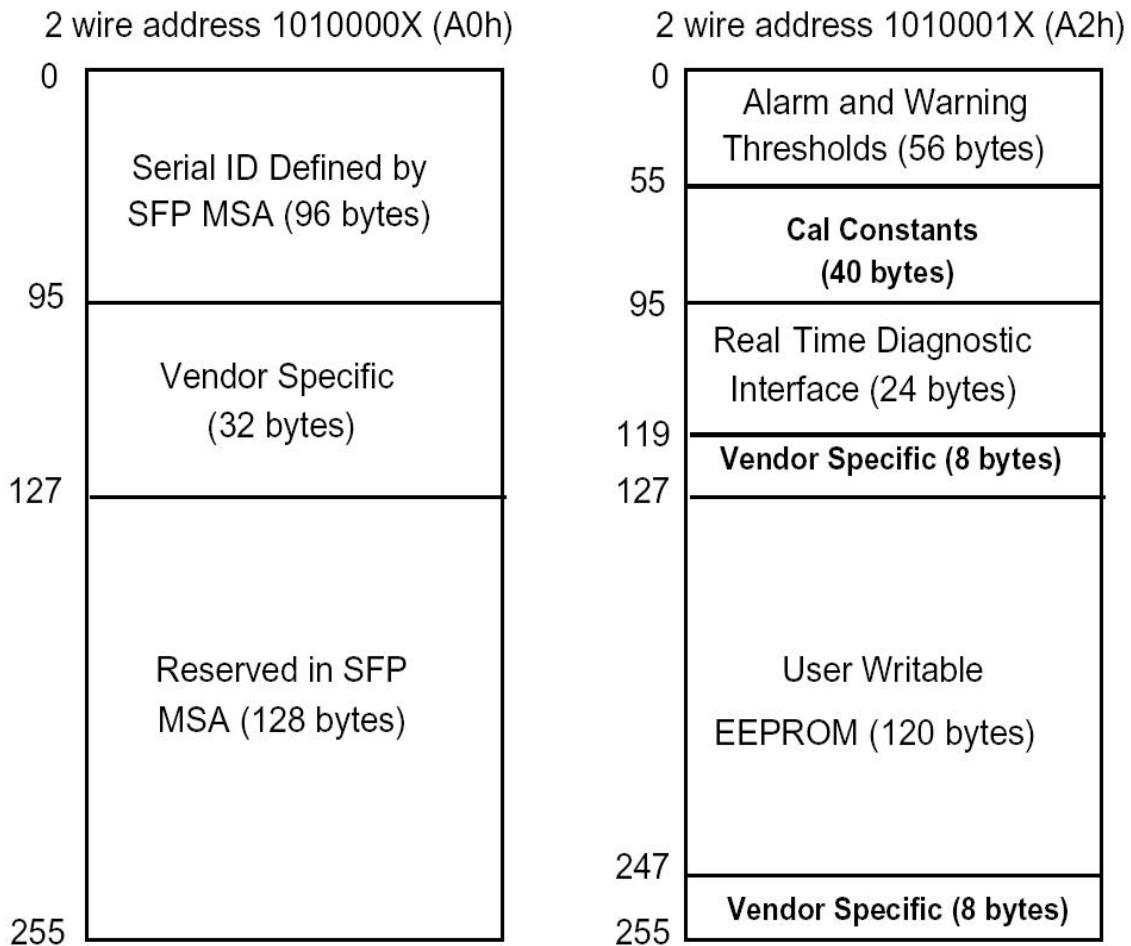 2 wire address 1010000X (A0h)
0
Serial ID Defined by
SFP MSA (96 bytes)
95
Vendor Specific
(32 bytes)
127
Reserved in SFP
MSA (128 bytes)
255
2 wire address 1010001X (A2h)
0
Alarm and Warning
Thresholds (56 bytes)
55
Cal Constants
(40 bytes)
95
Real Time Diagnostic
Interface (24 bytes)
119
Vendor Specific (8 bytes)
127
User Writable
EEPROM (120 bytes)
247
Vendor Specific (8 bytes)
255